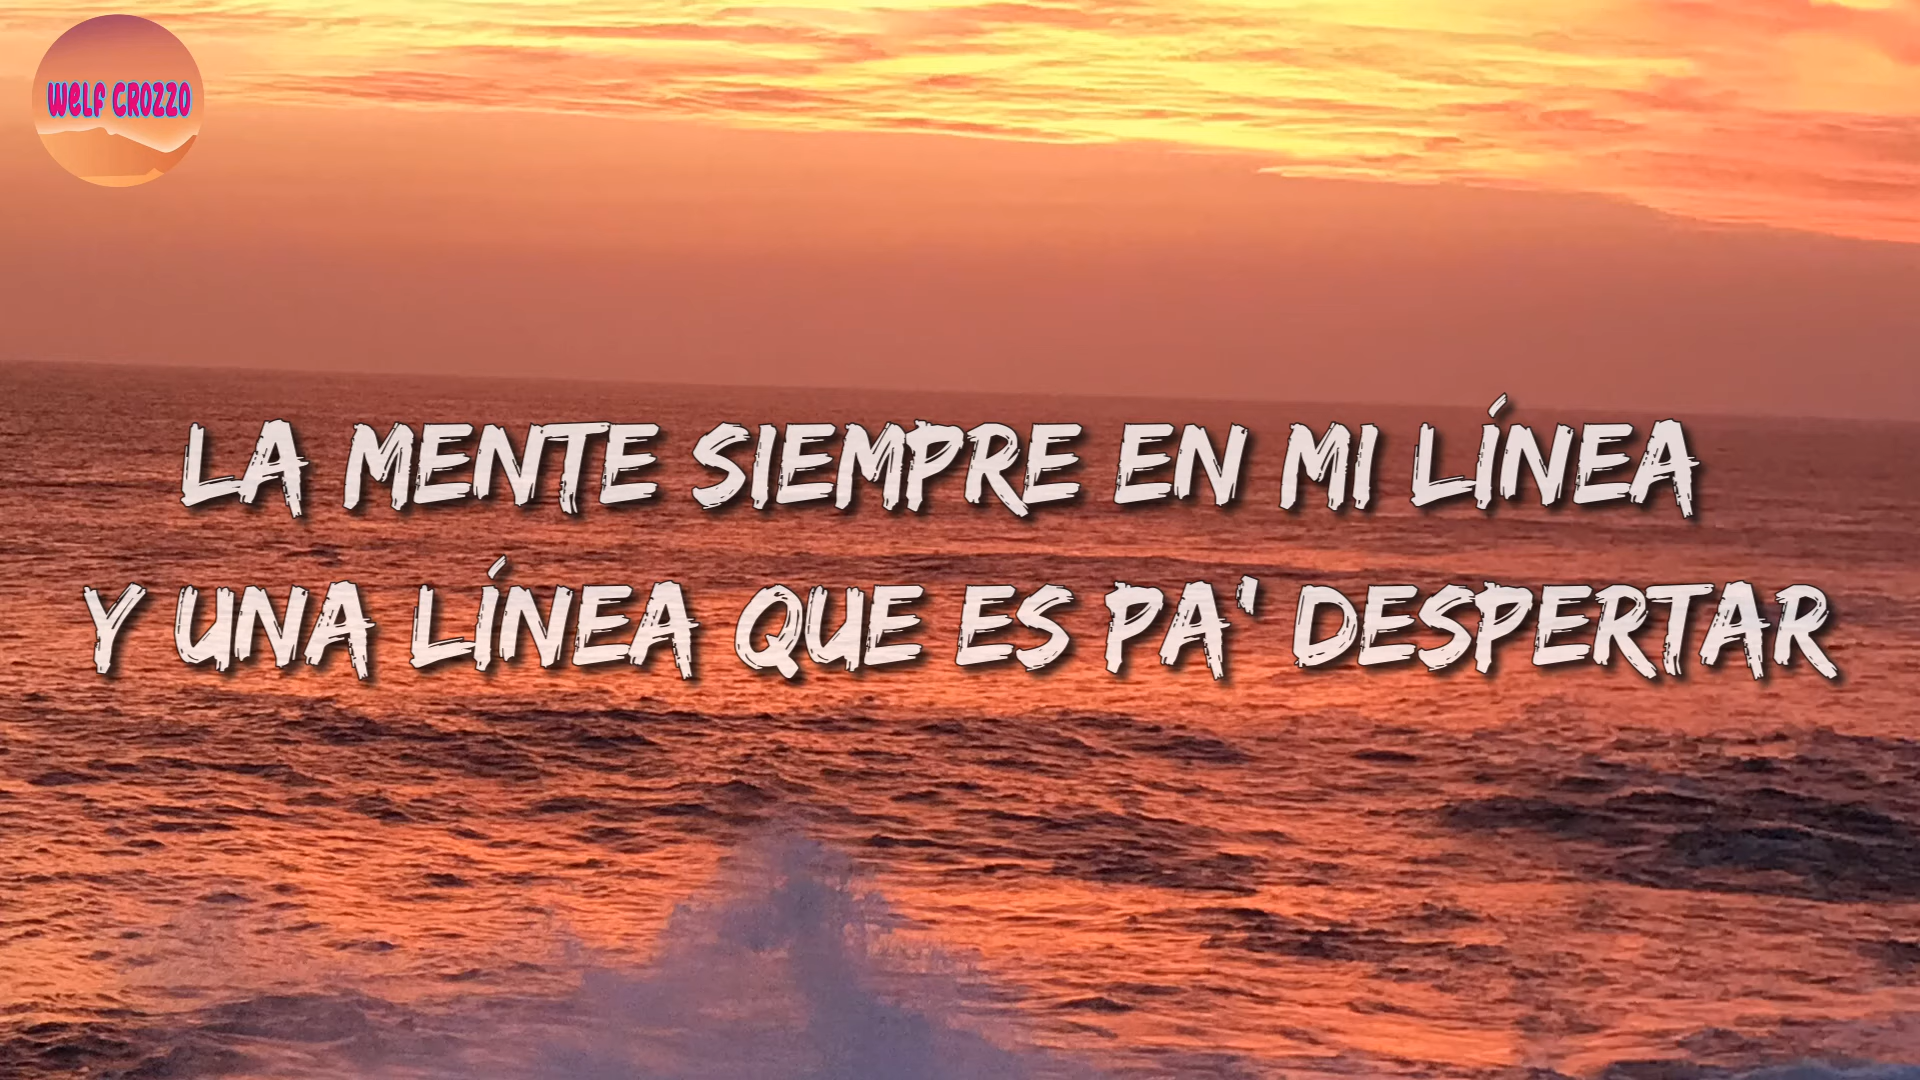 WELF CROZZO
LA MENTE SIEMPRE EN MI LÍNEA
Y UNA LÍNEA QUE ES PA' DESPERTAR